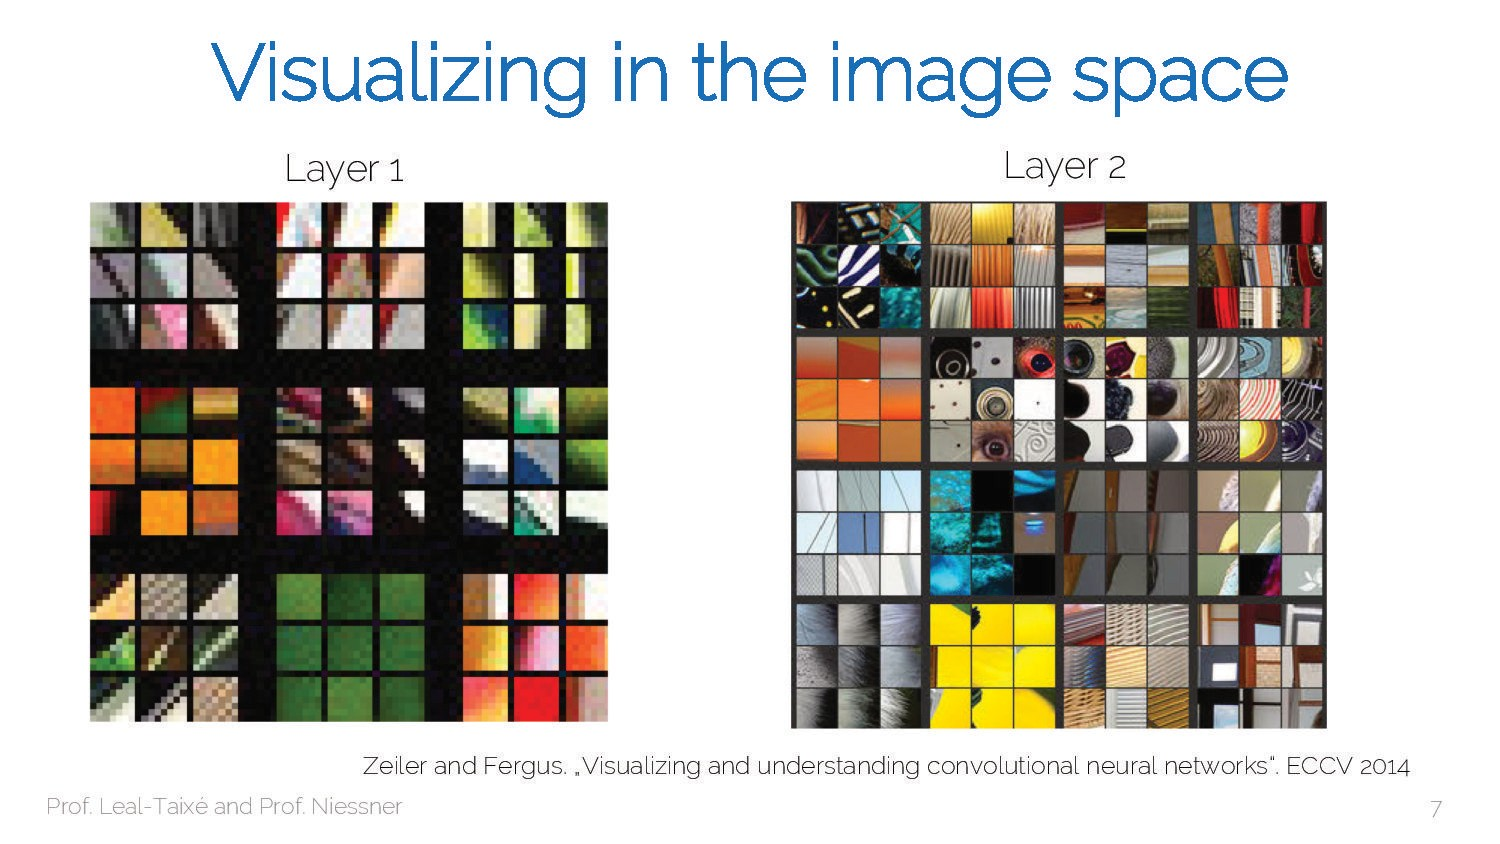 Visualizing in the image space
Layer 1
Layer 2
Zeiler and Fergus. „Visualizing and understanding convolutional neural networks“. ECCV 2014
Prof. Leal-Taixé and Prof. Niessner
7